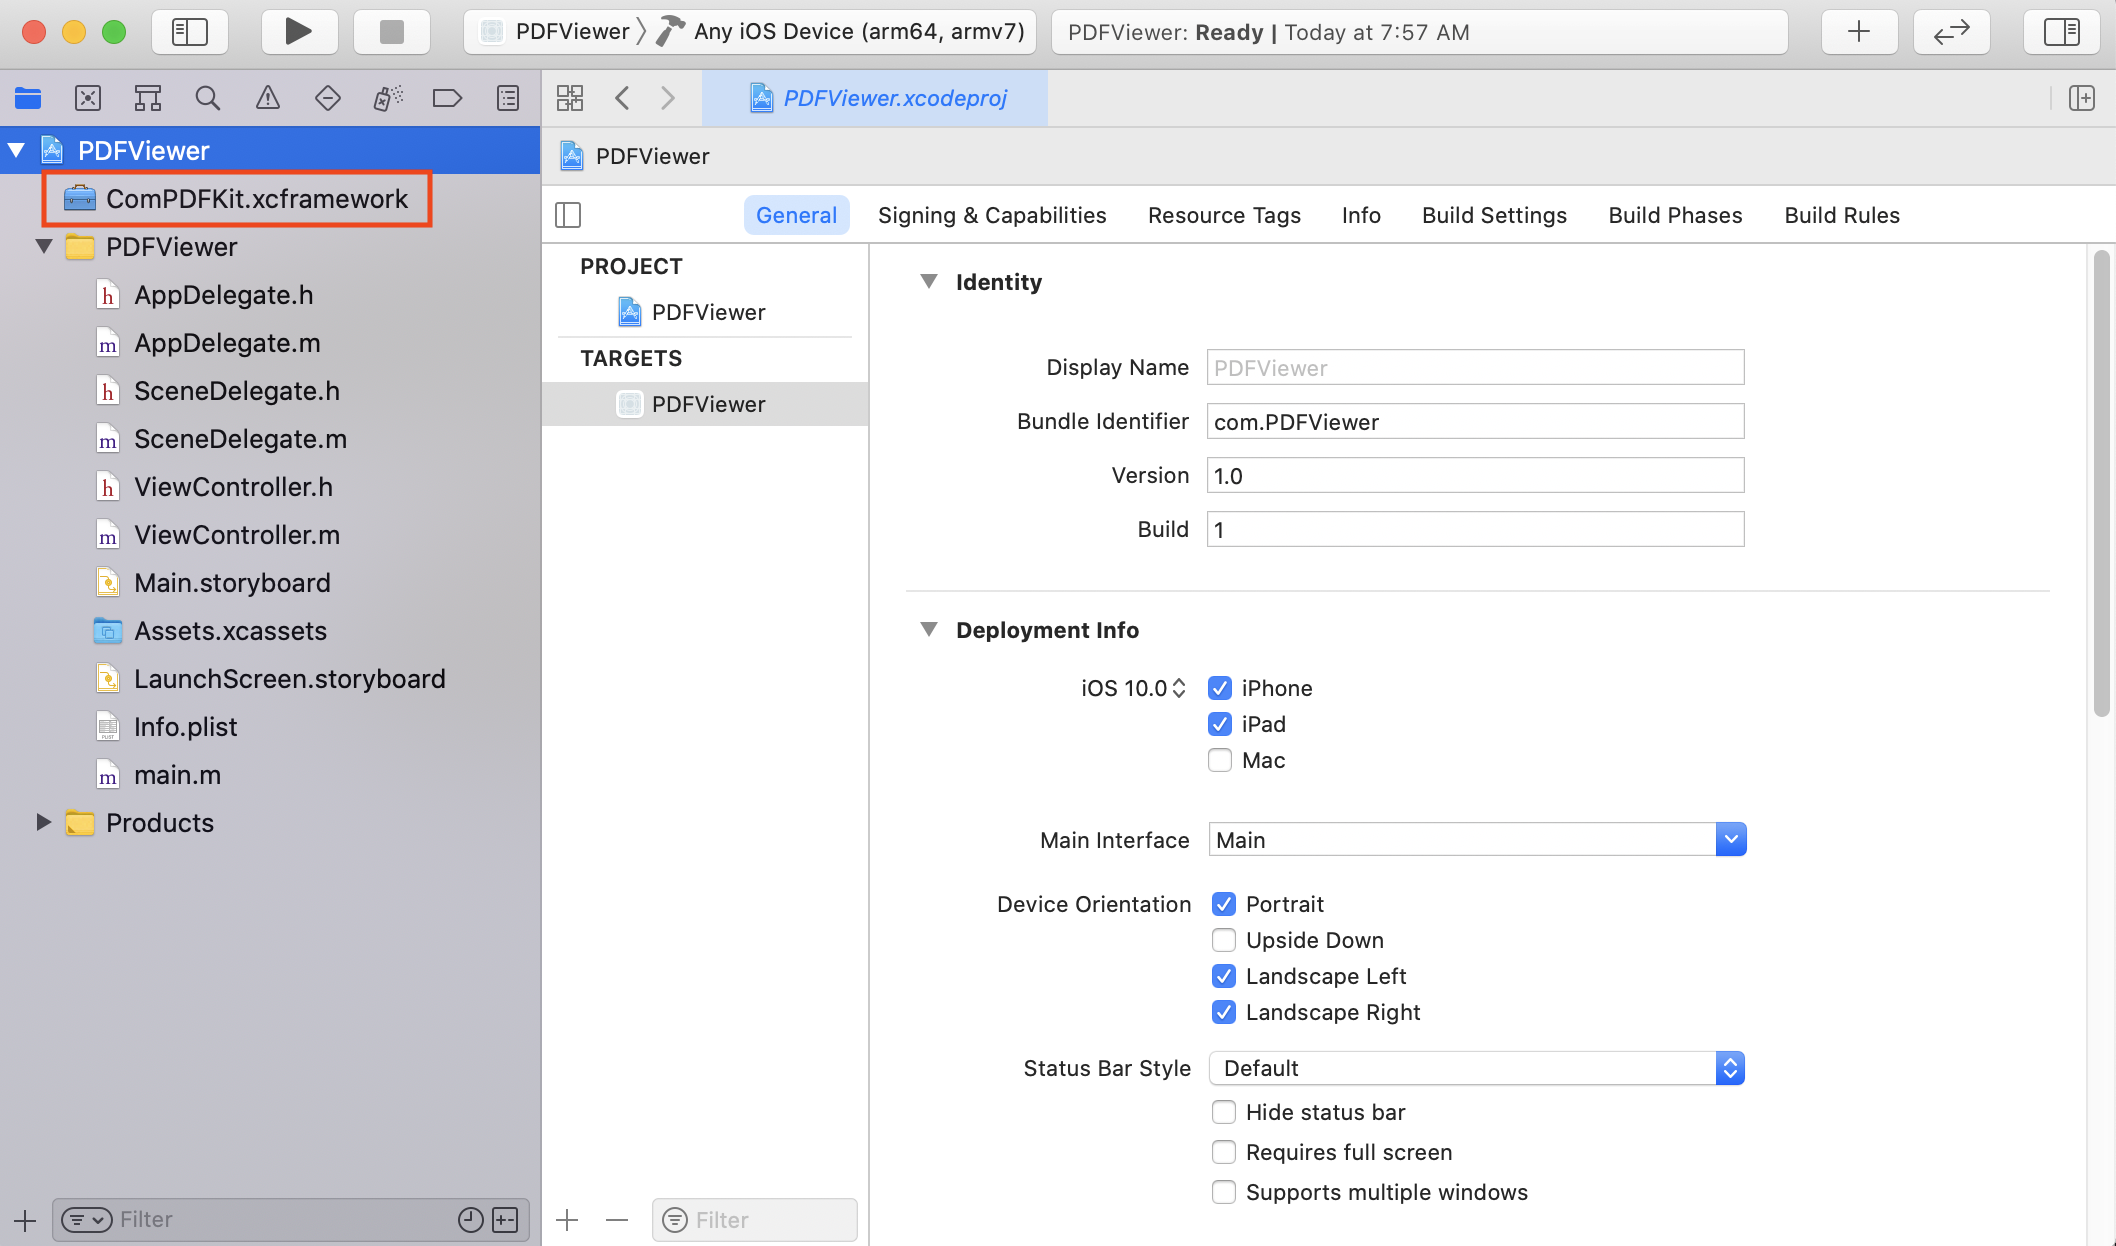 PDFViewer Any iOS Device (arm64, armv7)
PDFViewer: Ready | Today at 7:57 AM
PDFViewer.xcodeproj
PDFViewer
ComPDFKit.xcframework
PDFViewer
h AppDelegate.h
m AppDelegate.m
h SceneDelegate.h
m SceneDelegate.m
h ViewController.h
m ViewController.m
Main.storyboard
Assets.xcassets
LaunchScreen.storyboard
PLIST Info.plist
m main.m
Products
Filter
PDFViewer
General Signing & Capabilities Resource Tags Info Build Settings Build Phases Build Rules
PROJECT
PDFViewer
TARGETS
PDFViewer
Filter
Identity
Display Name PDFViewer
Bundle Identifier com.PDFViewer
Version 1.0
Build 1
Deployment Info
iOS 10.0 iPhone
iPad
Mac
Main Interface Main
Device Orientation Portrait
Upside Down
Landscape Left
Landscape Right
Status Bar Style Default
Hide status bar
Requires full screen
Supports multiple windows